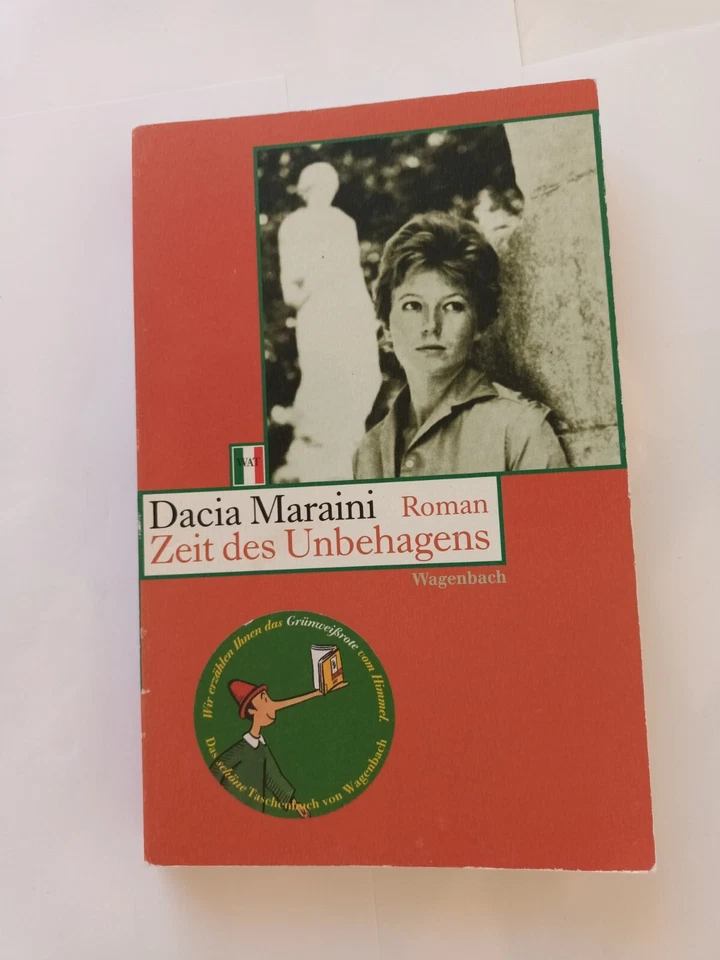 WAT
Dacia Maraini Roman
Zeit des Unbehagens
Wagenbach
Wir erzählen Ihnen das Grünweißrote vom Himmel.
Das schöne Taschenbuch von Wagenbach